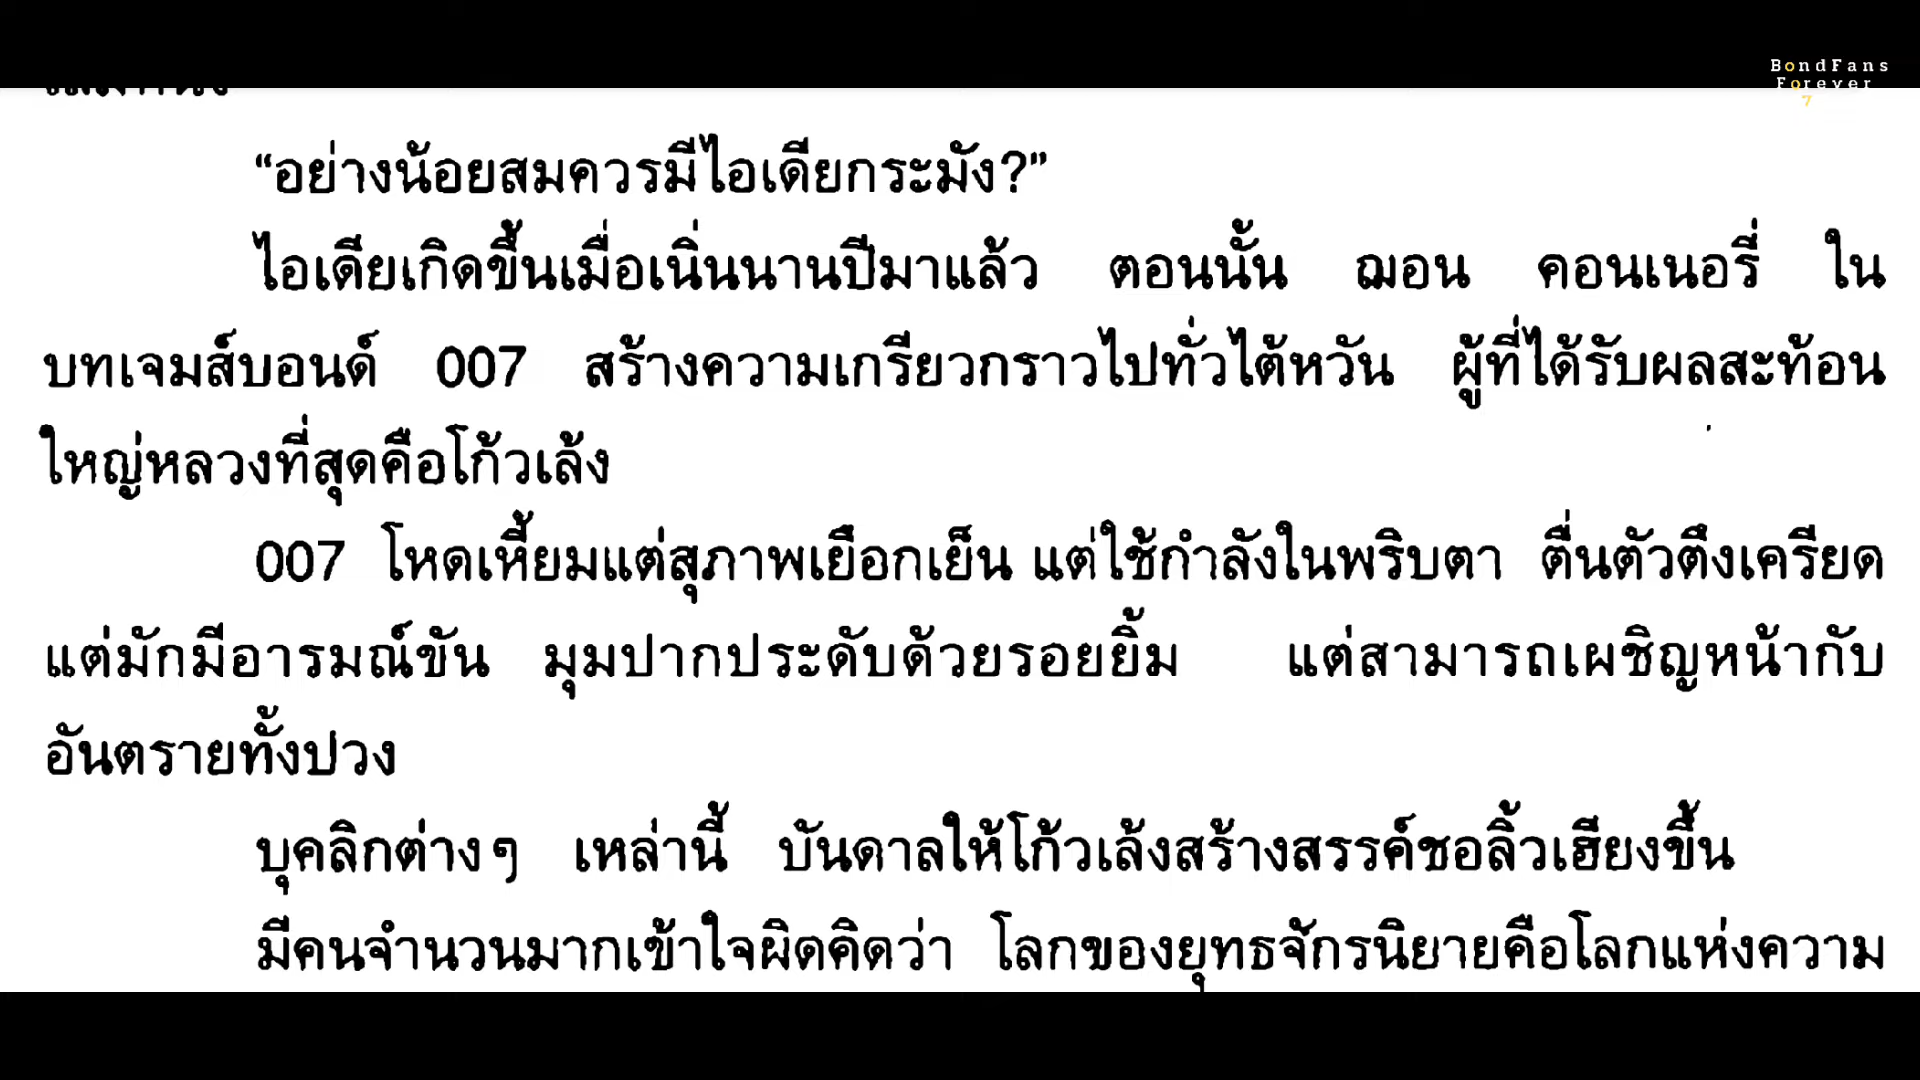 BondFans
Forever
7
“อย่างน้อยสมควรมีไอเดียกระมัง?”
ไอเดียเกิดขึ้นเมื่อเนิ่นนานปีมาแล้ว ตอนนั้น ฌอน คอนเนอรี่ ใน
บทเจมส์บอนด์ 007 สร้างความเกรียวกราวไปทั่วไต้หวัน ผู้ที่ได้รับผลสะท้อน
ใหญ่หลวงที่สุดคือโก้วเล้ง
007 โหดเหี้ยมแต่สุภาพเยือกเย็น แต่ใช้กำลังในพริบตา ตื่นตัวตึงเครียด
แต่มักมีอารมณ์ขัน มุมปากประดับด้วยรอยยิ้ม แต่สามารถเผชิญหน้ากับ
อันตรายทั้งปวง
บุคลิกต่างๆ เหล่านี้ บันดาลให้โก้วเล้งสร้างสรรค์ชอลิ้วเฮียงขึ้น
มีคนจำนวนมากเข้าใจผิดคิดว่า โลกของยุทธจักรนิยายคือโลกแห่งความ